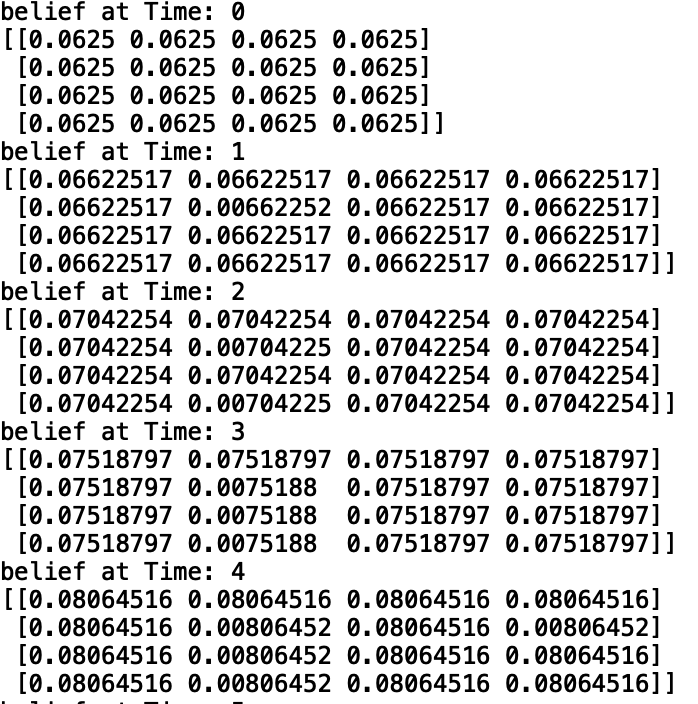 belief at Time: 0
[[0.0625 0.0625 0.0625 0.0625]
[0.0625 0.0625 0.0625 0.0625]
[0.0625 0.0625 0.0625 0.0625]
[0.0625 0.0625 0.0625 0.0625]]
belief at Time: 1
[[0.06622517 0.06622517 0.06622517 0.06622517]
[0.06622517 0.00662252 0.06622517 0.06622517]
[0.06622517 0.06622517 0.06622517 0.06622517]
[0.06622517 0.06622517 0.06622517 0.06622517]]
belief at Time: 2
[[0.07042254 0.07042254 0.07042254 0.07042254]
[0.07042254 0.00704225 0.07042254 0.07042254]
[0.07042254 0.07042254 0.07042254 0.07042254]
[0.07042254 0.00704225 0.07042254 0.07042254]]
belief at Time: 3
[[0.07518797 0.07518797 0.07518797 0.07518797]
[0.07518797 0.0075188  0.07518797 0.07518797]
[0.07518797 0.0075188  0.07518797 0.07518797]
[0.07518797 0.0075188  0.07518797 0.07518797]]
belief at Time: 4
[[0.08064516 0.08064516 0.08064516 0.08064516]
[0.08064516 0.00806452 0.08064516 0.00806452]
[0.08064516 0.00806452 0.08064516 0.08064516]
[0.08064516 0.00806452 0.08064516 0.08064516]]